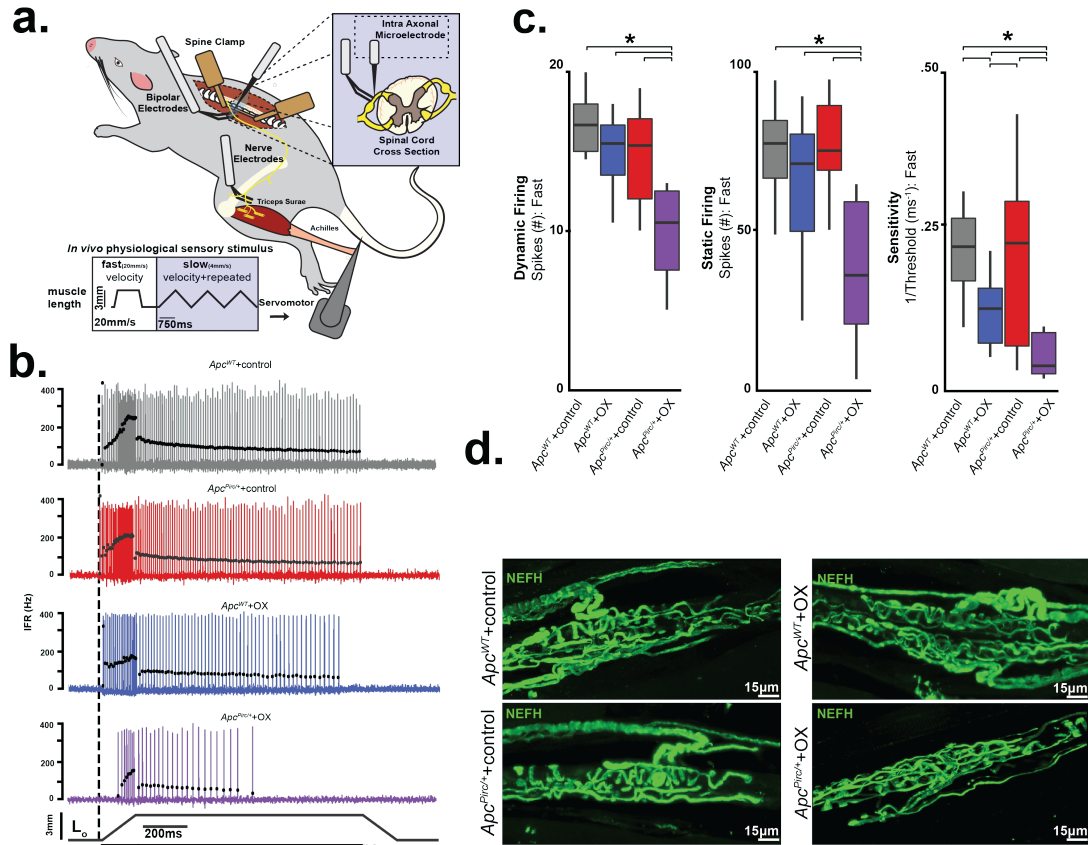 a.
Spine Clamp
Intra Axonal
Microelectrode
Bipolar
Electrodes
Spinal Cord
Cross Section
Nerve
Electrodes
Triceps Surae
Achilles
In vivo physiological sensory stimulus
fast(20mm/s)
velocity
slow(4mm/s)
velocity+repeated
muscle
length
3mm
20mm/s
750ms
Servomotor
b.
ApcWT+control
400
200
0
ApcPirc/++control
400
200
0
ApcWT+OX
400
200
0
ApcPirc/++OX
400
200
0
IFR (Hz)
3mm
Lo
200ms
c.
*
20
10
0
Dynamic Firing
Spikes (#): Fast
ApcWT+control
ApcWT+OX
ApcPirc/++control
ApcPirc/++OX
*
100
50
0
Static Firing
Spikes (#): Fast
ApcWT+control
ApcWT+OX
ApcPirc/++control
ApcPirc/++OX
*
.50
.25
0
Sensitivity
1/Threshold (ms-1): Fast
ApcWT+control
ApcWT+OX
ApcPirc/++control
ApcPirc/++OX
d.
ApcWT+control
NEFH
15µm
ApcWT+OX
NEFH
15µm
ApcPirc/++control
NEFH
15µm
ApcPirc/++OX
NEFH
15µm